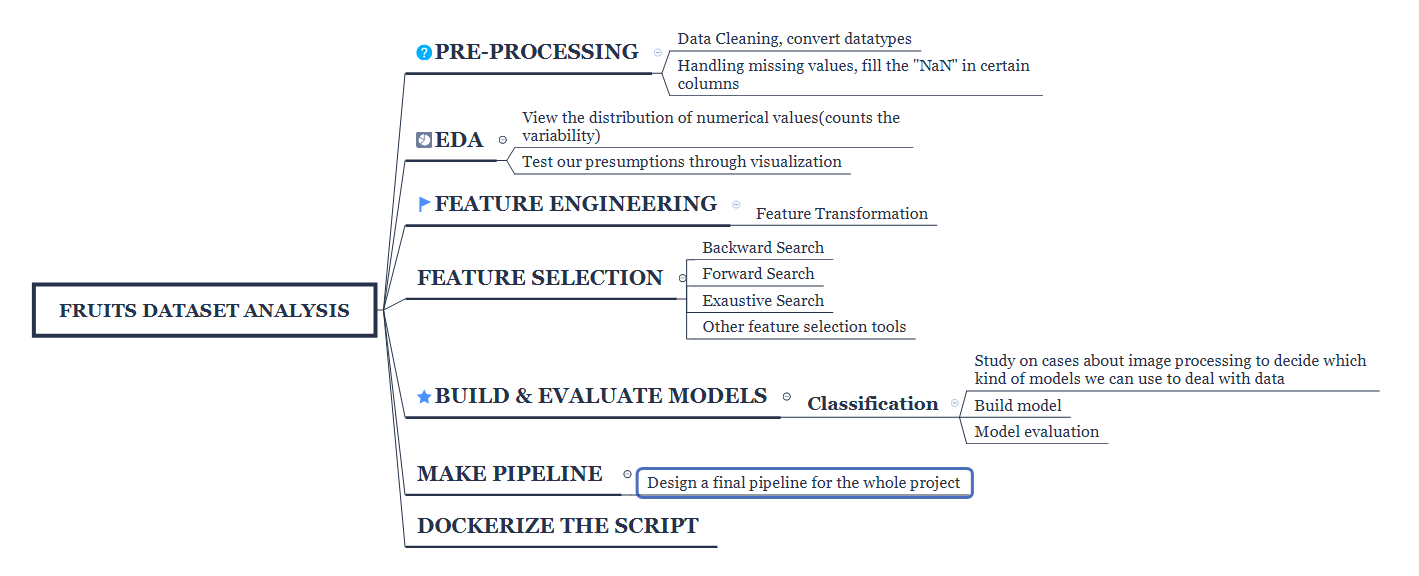 PRE-PROCESSING
Data Cleaning, convert datatypes
Handling missing values, fill the "NaN" in certain
columns
EDA
View the distribution of numerical values(counts the
variability)
Test our presumptions through visualization
FEATURE ENGINEERING
Feature Transformation
FEATURE SELECTION
Backward Search
Forward Search
Exaustive Search
Other feature selection tools
FRUITS DATASET ANALYSIS
BUILD & EVALUATE MODELS
Classification
Study on cases about image processing to decide which
kind of models we can use to deal with data
Build model
Model evaluation
MAKE PIPELINE
Design a final pipeline for the whole project
DOCKERIZE THE SCRIPT